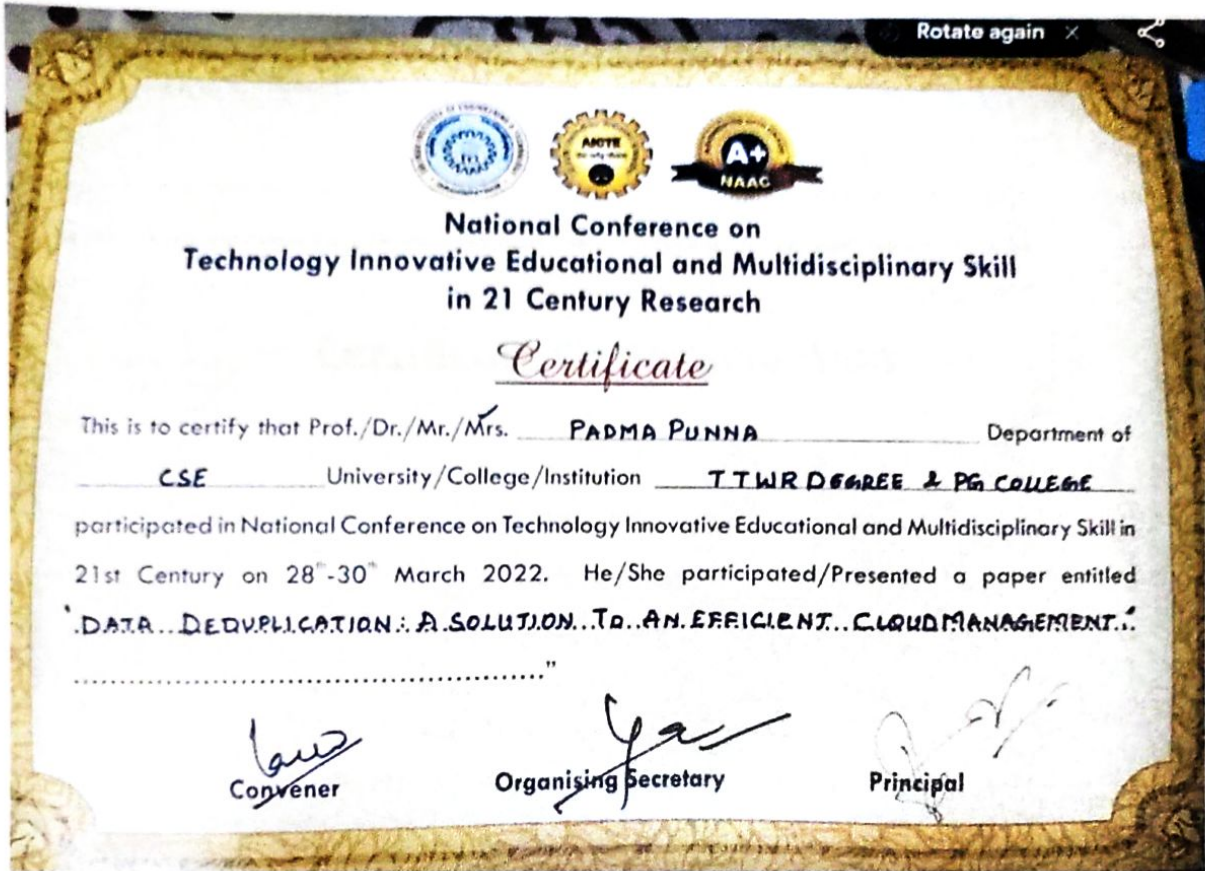 Rotate again ×
A+
NAAC
National Conference on
Technology Innovative Educational and Multidisciplinary Skill
in 21 Century Research
Certificate
This is to certify that Prof./Dr./Mr./Mrs. PADMA PUNNA Department of
CSE University/College/Institution TTWR DEGREE & PG COLLEGE
participated in National Conference on Technology Innovative Educational and Multidisciplinary Skill in
21st Century on 28th-30th March 2022. He/She participated/Presented a paper entitled
"DATA DEDUPLICATION: A SOLUTION TO AN EFFICIENT CLOUD MANAGEMENT."
..................................................."
Convener Organising Secretary Principal